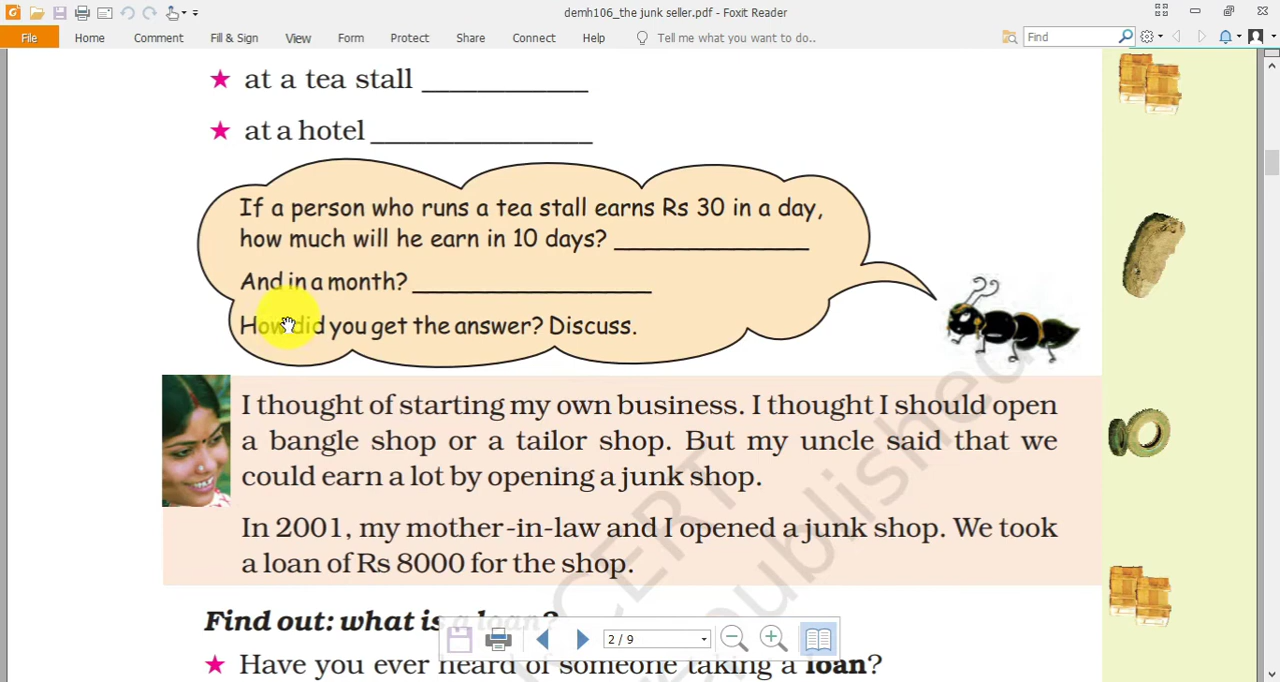 demh106_the junk seller.pdf - Foxit Reader
File Home Comment Fill & Sign View Form Protect Share Connect Help Tell me what you want to do.. Find
★ at a tea stall ____________
★ at a hotel ________________
If a person who runs a tea stall earns Rs 30 in a day,
how much will he earn in 10 days? ______________
And in a month? _________________
How did you get the answer? Discuss.
I thought of starting my own business. I thought I should open
a bangle shop or a tailor shop. But my uncle said that we
could earn a lot by opening a junk shop.
In 2001, my mother-in-law and I opened a junk shop. We took
a loan of Rs 8000 for the shop.
Find out: what is a loan?
2 / 9
★ Have you ever heard of someone taking a loan?